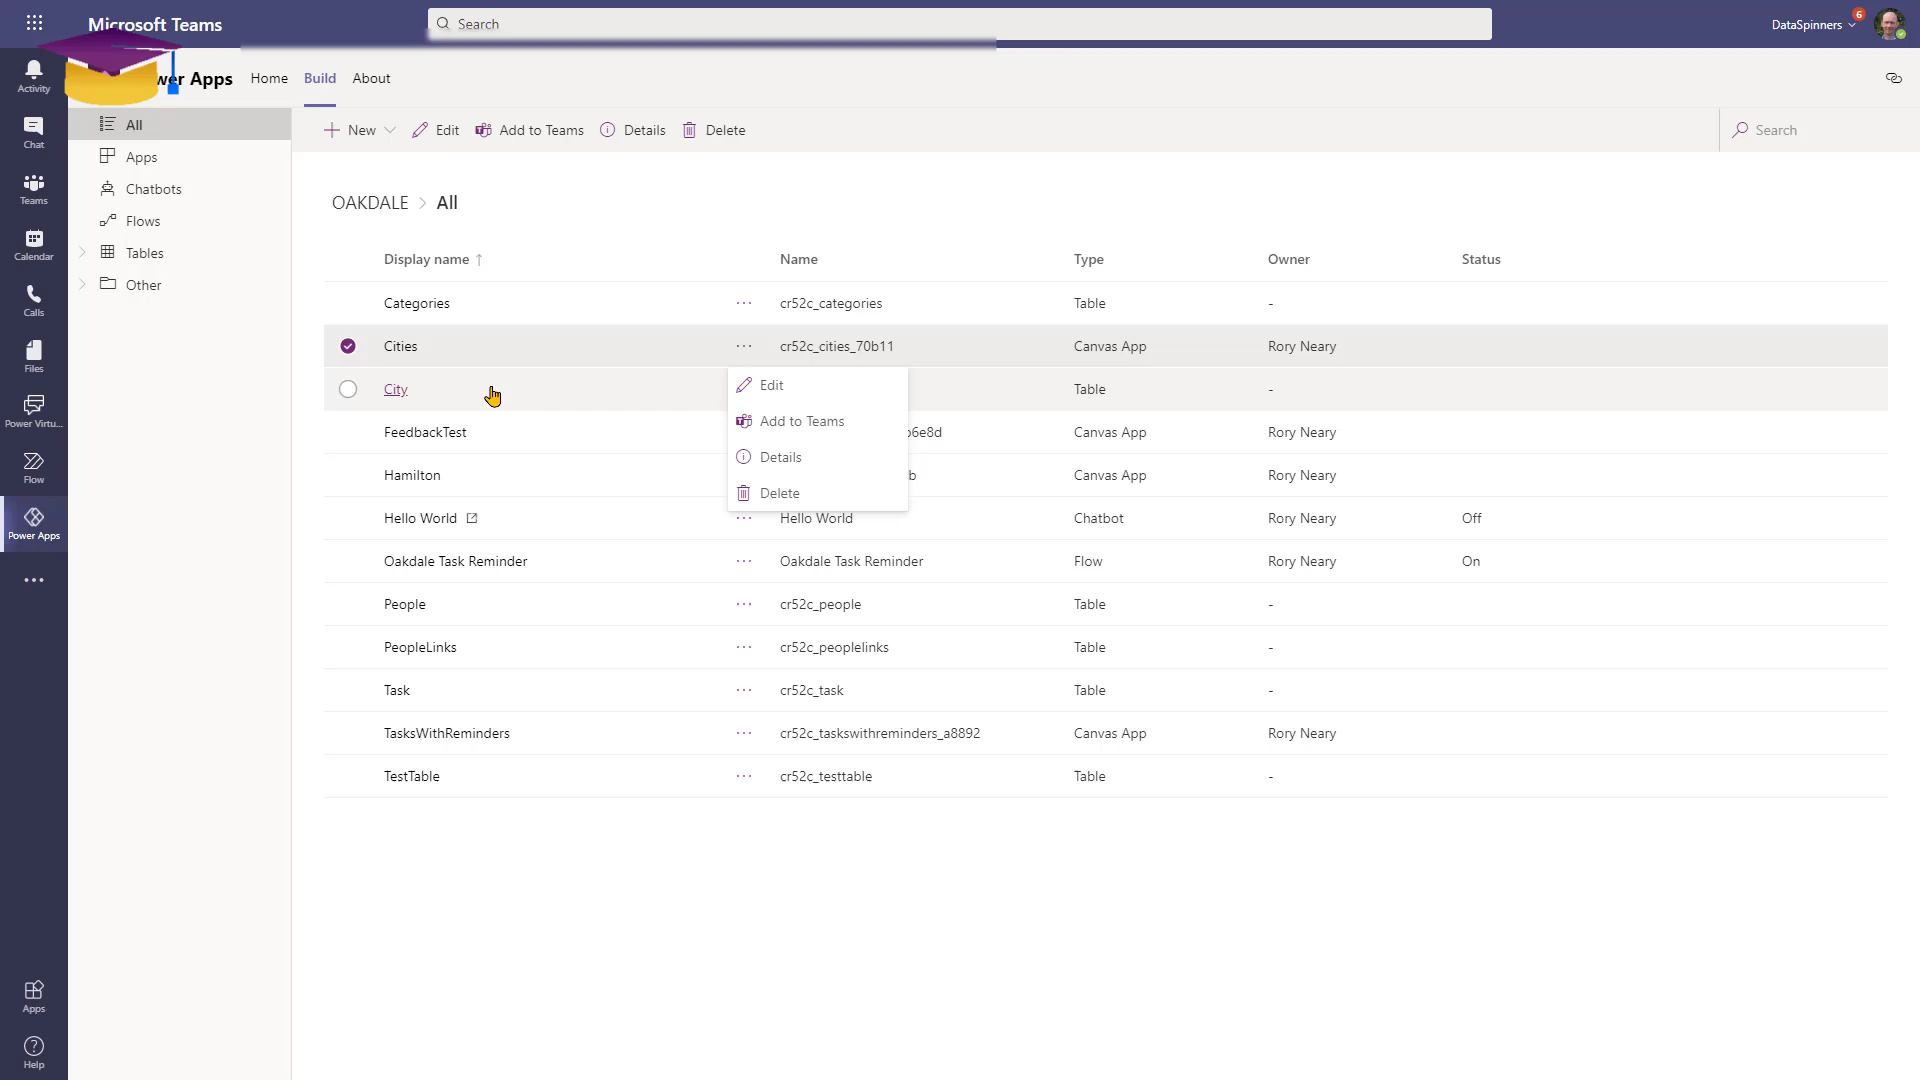 Microsoft Teams
Search
DataSpinners
6
Power Apps
Home
Build
About
Activity
Chat
Teams
Calendar
Calls
Files
Power Virtu...
Flow
Power Apps
Apps
Help
All
Apps
Chatbots
Flows
Tables
Other
New
Edit
Add to Teams
Details
Delete
Search
OAKDALE > All
Display name ↑ Name Type Owner Status
Categories cr52c_categories Table -
Cities cr52c_cities_70b11 Canvas App Rory Neary
City Table -
FeedbackTest b6e8d Canvas App Rory Neary
Hamilton b Canvas App Rory Neary
Edit
Add to Teams
Details
Delete
Hello World Hello World Chatbot Rory Neary Off
Oakdale Task Reminder Oakdale Task Reminder Flow Rory Neary On
People cr52c_people Table -
PeopleLinks cr52c_peoplelinks Table -
Task cr52c_task Table -
TasksWithReminders cr52c_taskswithreminders_a8892 Canvas App Rory Neary
TestTable cr52c_testtable Table -